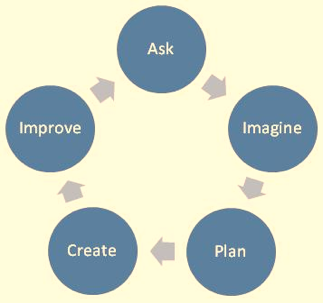 Ask
Imagine
Plan
Create
Improve